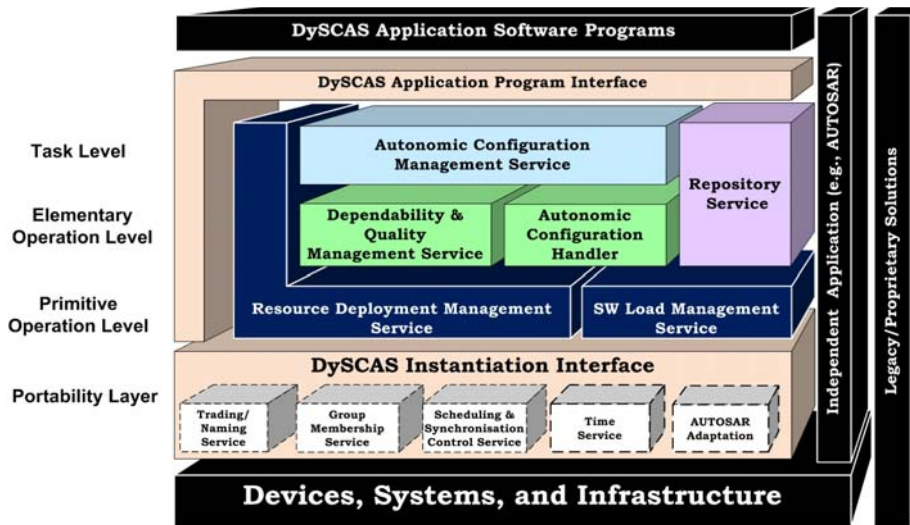 DySCAS Application Software Programs
DySCAS Application Program Interface
Task Level
Autonomic Configuration
Management Service
Repository
Service
Elementary
Operation Level
Dependability &
Quality
Management Service
Autonomic
Configuration
Handler
Primitive
Operation Level
Resource Deployment Management
Service
SW Load Management
Service
DySCAS Instantiation Interface
Portability Layer
Trading/
Naming
Service
Group
Membership
Service
Scheduling &
Synchronisation
Control Service
Time
Service
AUTOSAR
Adaptation
Devices, Systems, and Infrastructure
Independent Application (e.g., AUTOSAR)
Legacy/Proprietary Solutions